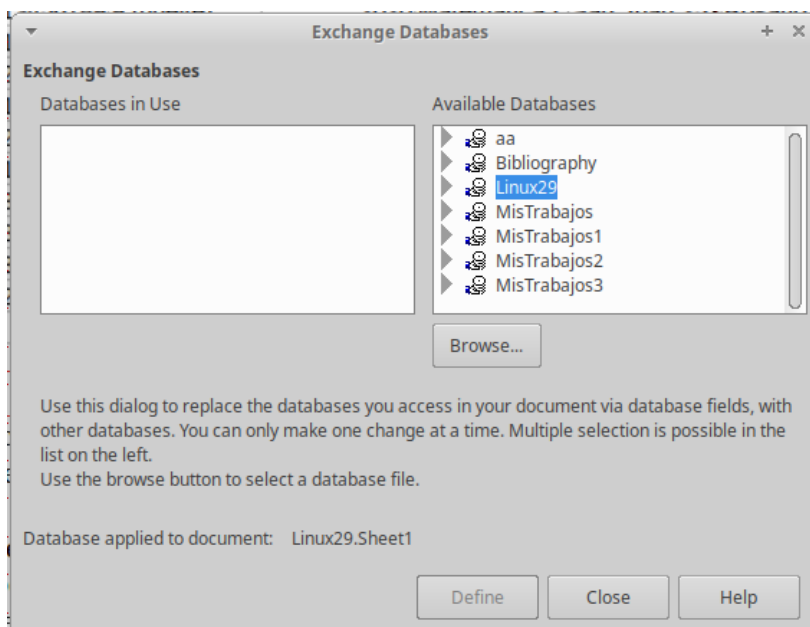 Exchange Databases
Exchange Databases
Databases in Use
Available Databases
aa
Bibliography
Linux29
MisTrabajos
MisTrabajos1
MisTrabajos2
MisTrabajos3
Browse...
Use this dialog to replace the databases you access in your document via database fields, with
other databases. You can only make one change at a time. Multiple selection is possible in the
list on the left.
Use the browse button to select a database file.
Database applied to document: Linux29.Sheet1
Define
Close
Help